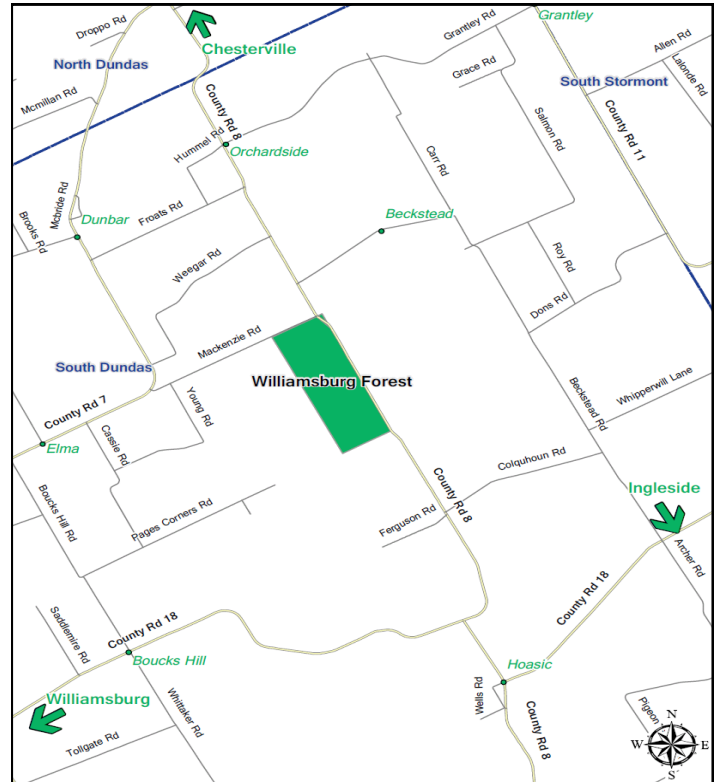 Droppo Rd
Grantley
Grantley Rd
Chesterville
Allen Rd
North Dundas
Grace Rd
Lalonde Rd
South Stormont
Mcmillan Rd
County Rd 8
Salmon Rd
County Rd 11
Hummel Rd
Orchardside
Carr Rd
Mcbride Rd
Froats Rd
Beckstead
Brooks Rd
Dunbar
Weegar Rd
Roy Rd
Dons Rd
Mackenzie Rd
South Dundas
Williamsburg Forest
Beckstead Rd
Whipperwill Lane
County Rd 7
Young Rd
Cassie Rd
Elma
Colquhoun Rd
Boucks Hill Rd
Ingleside
County Rd 8
Pages Corners Rd
Ferguson Rd
Archer Rd
County Rd 18
Saddlemire Rd
County Rd 18
Boucks Hill
Hoasic
Williamsburg
Whittaker Rd
Wells Rd
Pigeon
Tollgate Rd
County Rd 8
N
W
E
S